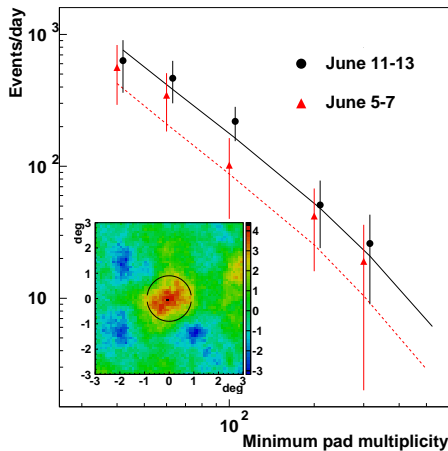 Events/day
10³
10²
10
June 11-13
June 5-7
deg
3
2
1
0
-1
-2
-3
-3 -2 -1 0 1 2 3
deg
4
3
2
1
0
-1
-2
-3
10²
Minimum pad multiplicity